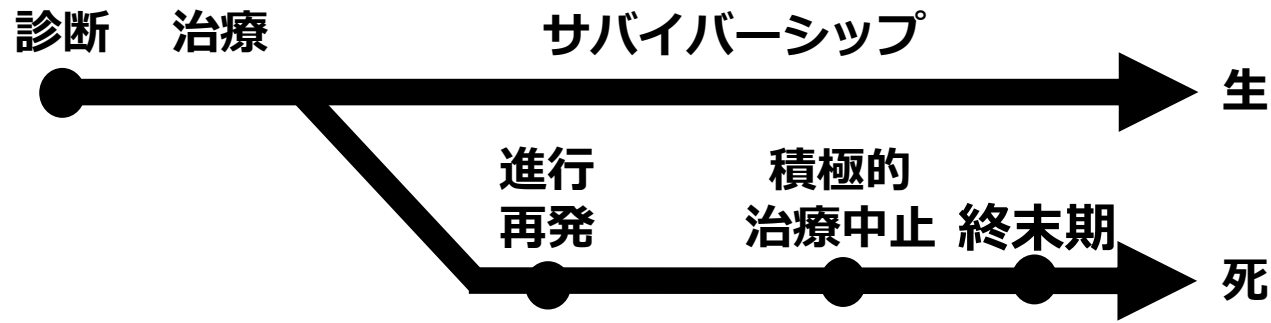 診断 治療 サバイバーシップ
生
進行
再発
積極的
治療中止
終末期
死